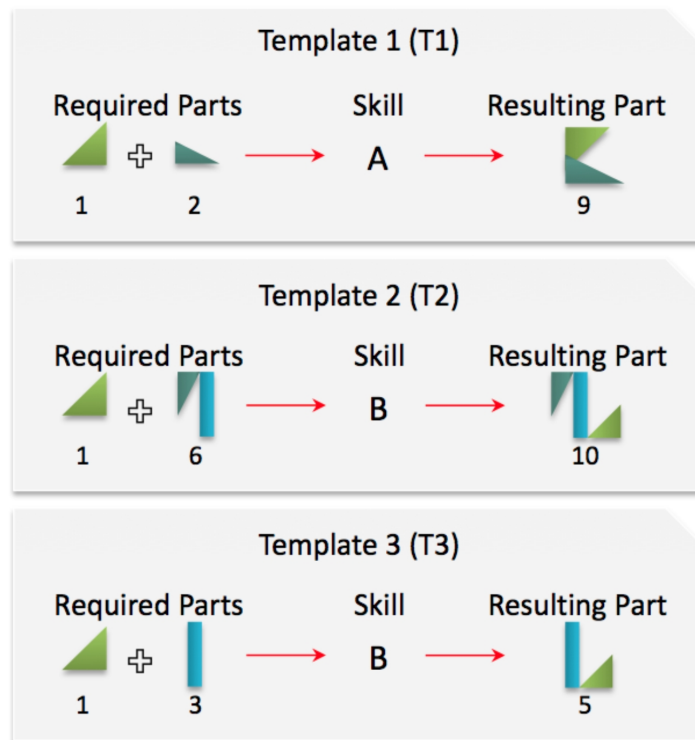 Template 1 (T1)
Required Parts Skill Resulting Part
A
1 2 9
Template 2 (T2)
Required Parts Skill Resulting Part
B
1 6 10
Template 3 (T3)
Required Parts Skill Resulting Part
B
1 3 5